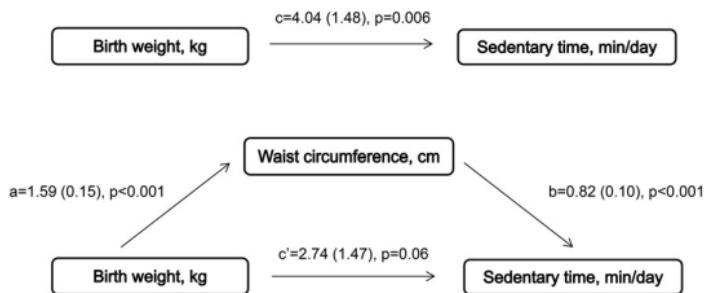 c=4.04 (1.48), p=0.006
Birth weight, kg
Sedentary time, min/day
Waist circumference, cm
a=1.59 (0.15), p<0.001
b=0.82 (0.10), p<0.001
c'=2.74 (1.47), p=0.06
Birth weight, kg
Sedentary time, min/day